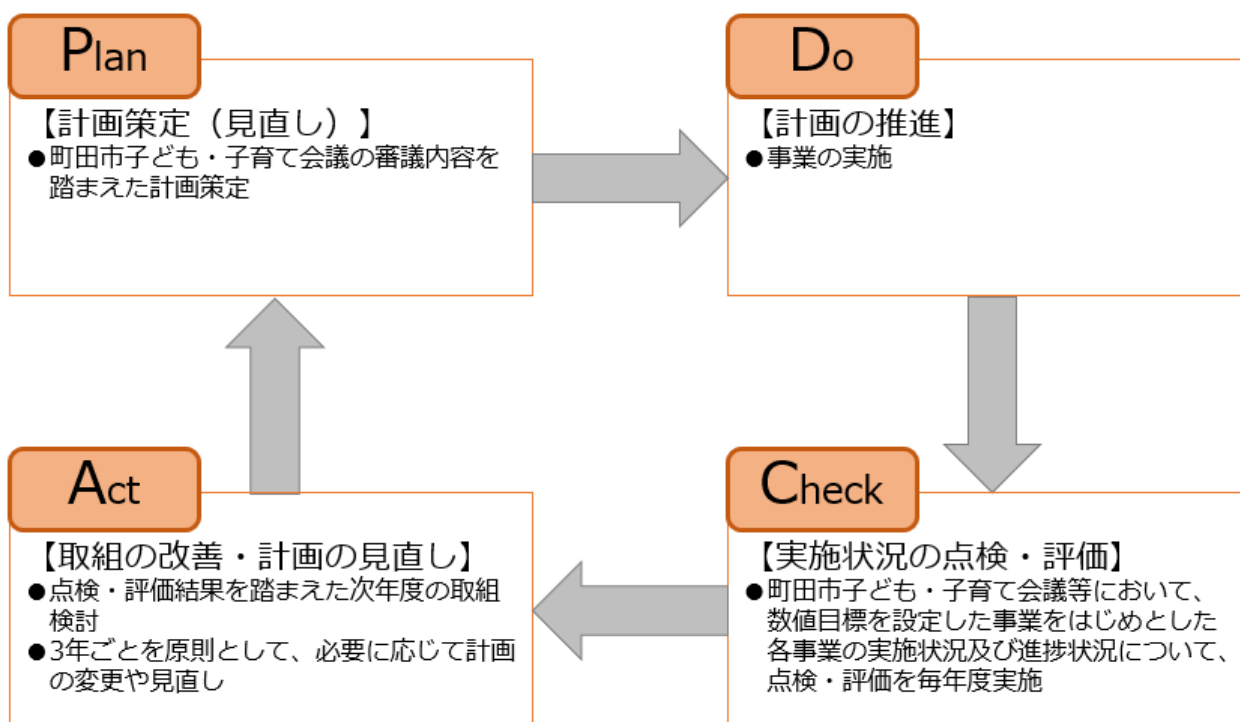 Plan
【計画策定（見直し）】
●町田市子ども・子育て会議の審議内容を
踏まえた計画策定
Do
【計画の推進】
●事業の実施
Check
【実施状況の点検・評価】
●町田市子ども・子育て会議等において、
数値目標を設定した事業をはじめとした
各事業の実施状況及び進捗状況について、
点検・評価を毎年度実施
Act
【取組の改善・計画の見直し】
●点検・評価結果を踏まえた次年度の取組
検討
●3年ごとを原則として、必要に応じて計画
の変更や見直し